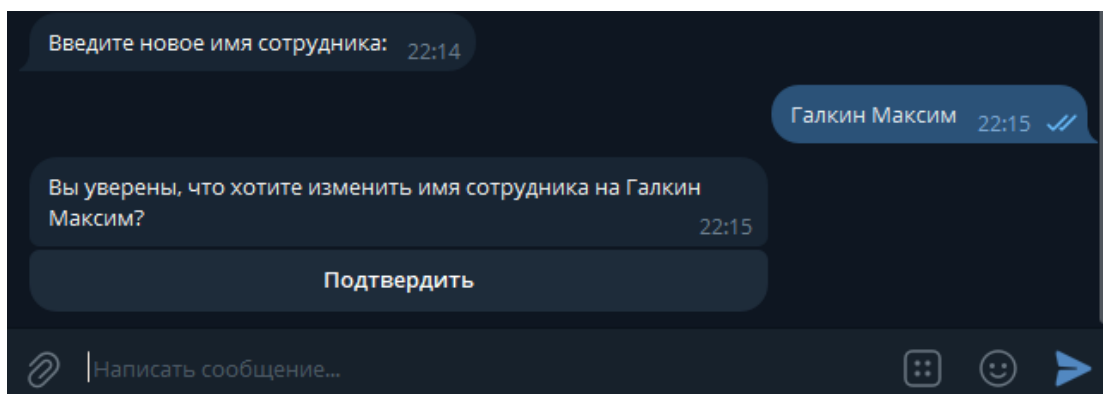 Введите новое имя сотрудника: 22:14
Галкин Максим 22:15
Вы уверены, что хотите изменить имя сотрудника на Галкин
Максим?
22:15
Подтвердить
Написать сообщение...